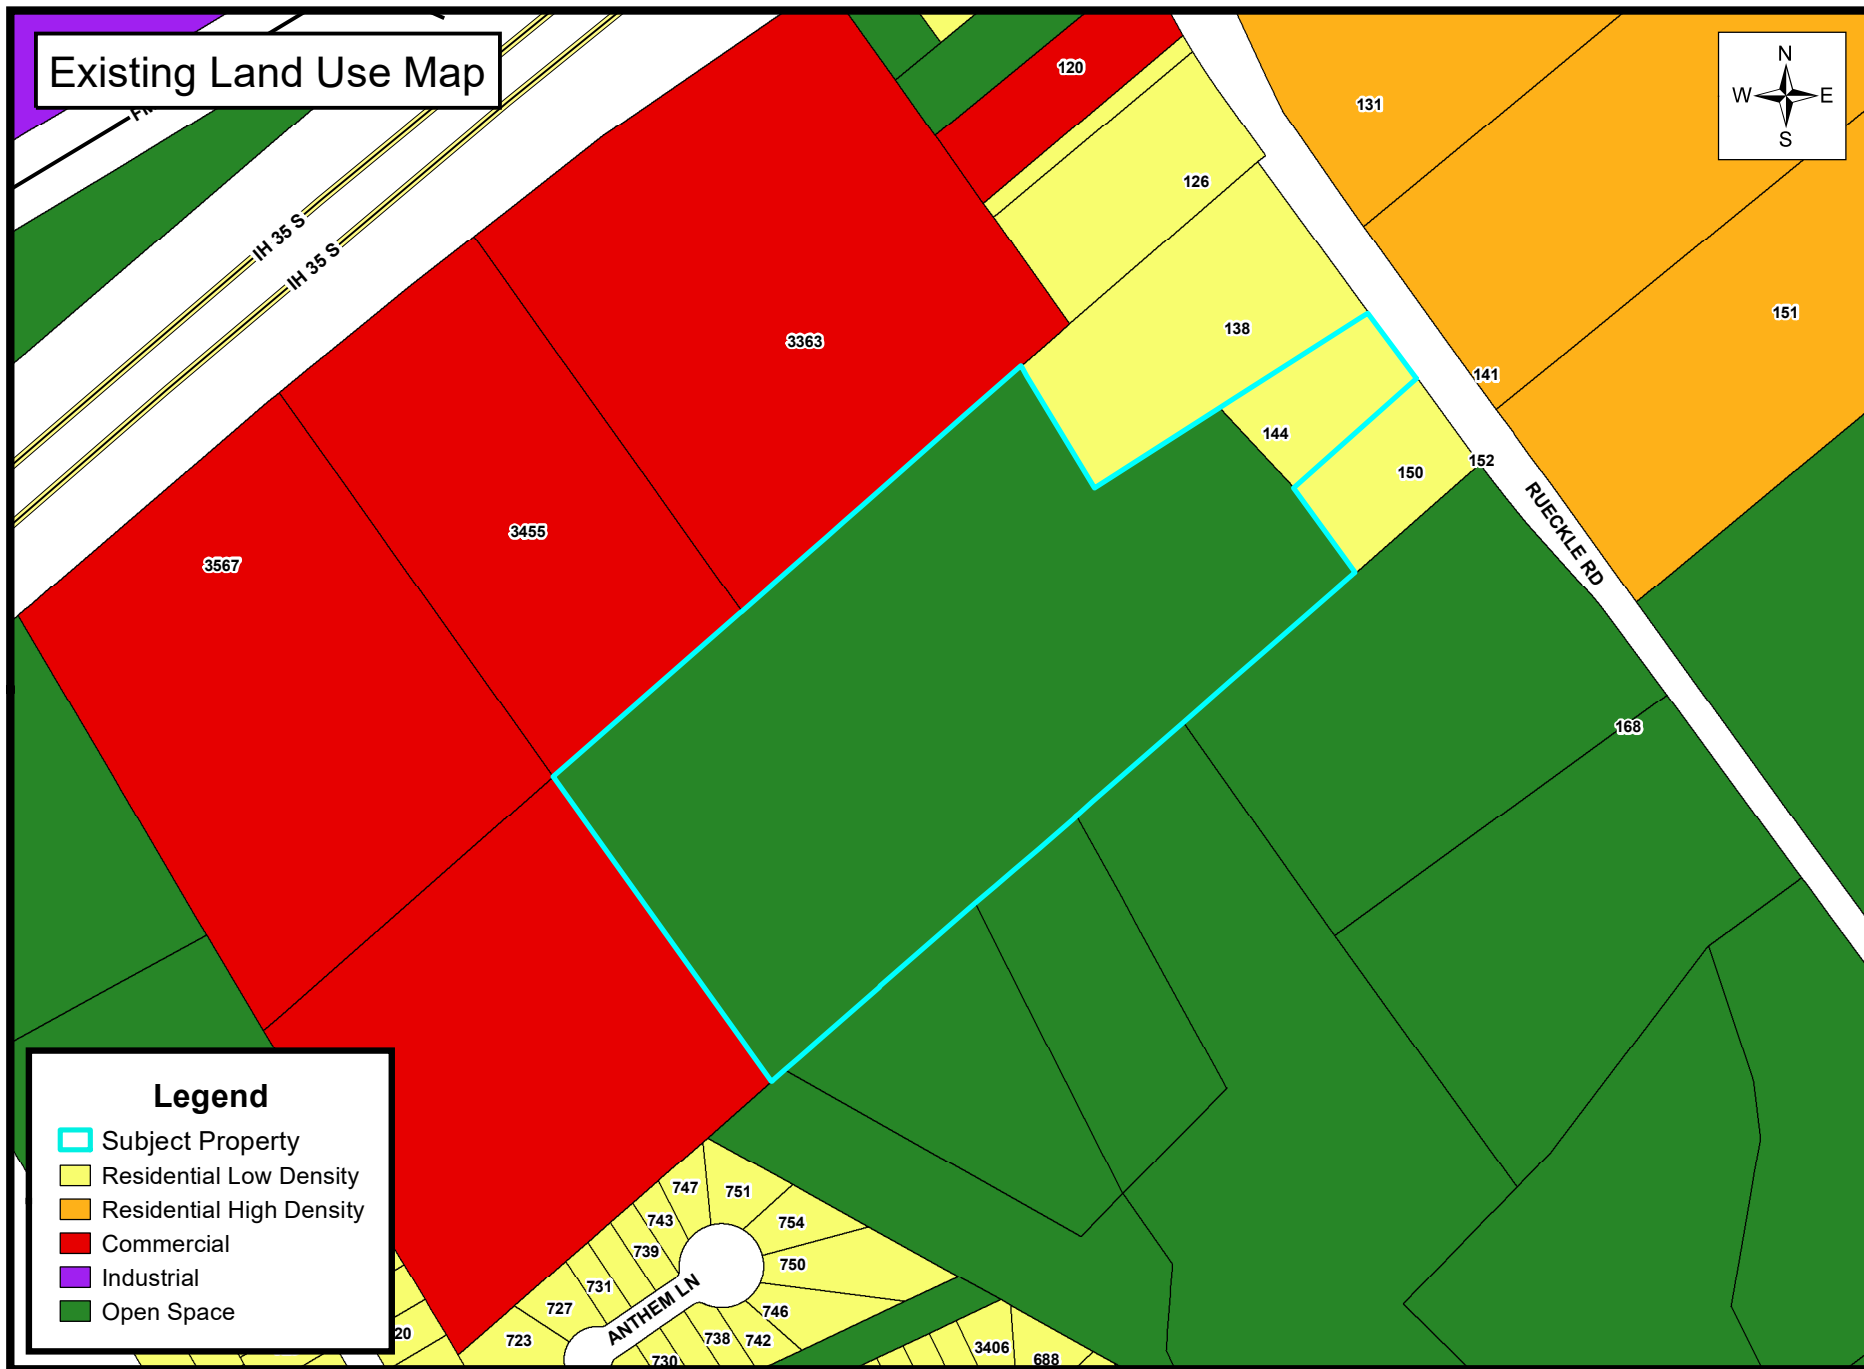 Existing Land Use Map
N
W E
S
120
131
126
IH 35 S
IH 35 S
151
138
3363
141
144
150
152
3455
RUECKLE RD
3567
168
Legend
Subject Property
Residential Low Density
Residential High Density
Commercial
Industrial
Open Space
747
751
743
754
739
750
731
727
746
ANTHEM LN
723
738
742
730
3406
688
20